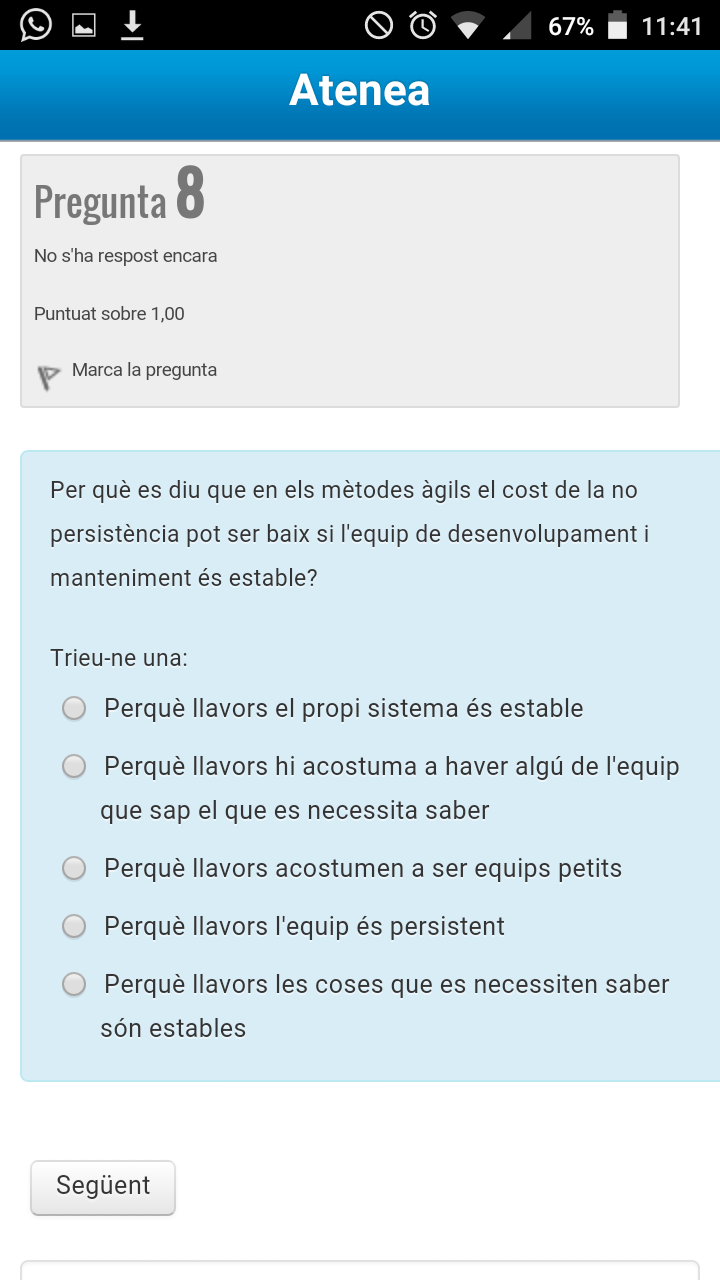 67% 11:41
Atenea
Pregunta 8
No s'ha respost encara
Puntuat sobre 1,00
Marca la pregunta
Per què es diu que en els mètodes àgils el cost de la no
persistència pot ser baix si l'equip de desenvolupament i
manteniment és estable?
Trieu-ne una:
Perquè llavors el propi sistema és estable
Perquè llavors hi acostuma a haver algú de l'equip
que sap el que es necessita saber
Perquè llavors acostumen a ser equips petits
Perquè llavors l'equip és persistent
Perquè llavors les coses que es necessiten saber
són estables
Següent